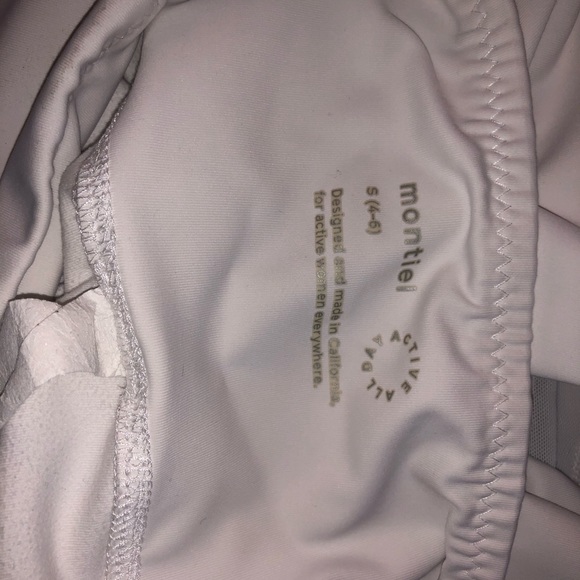 montiel
S (4-6)
Designed and made in California,
for active women everywhere.
ACTIVE ALL DAY